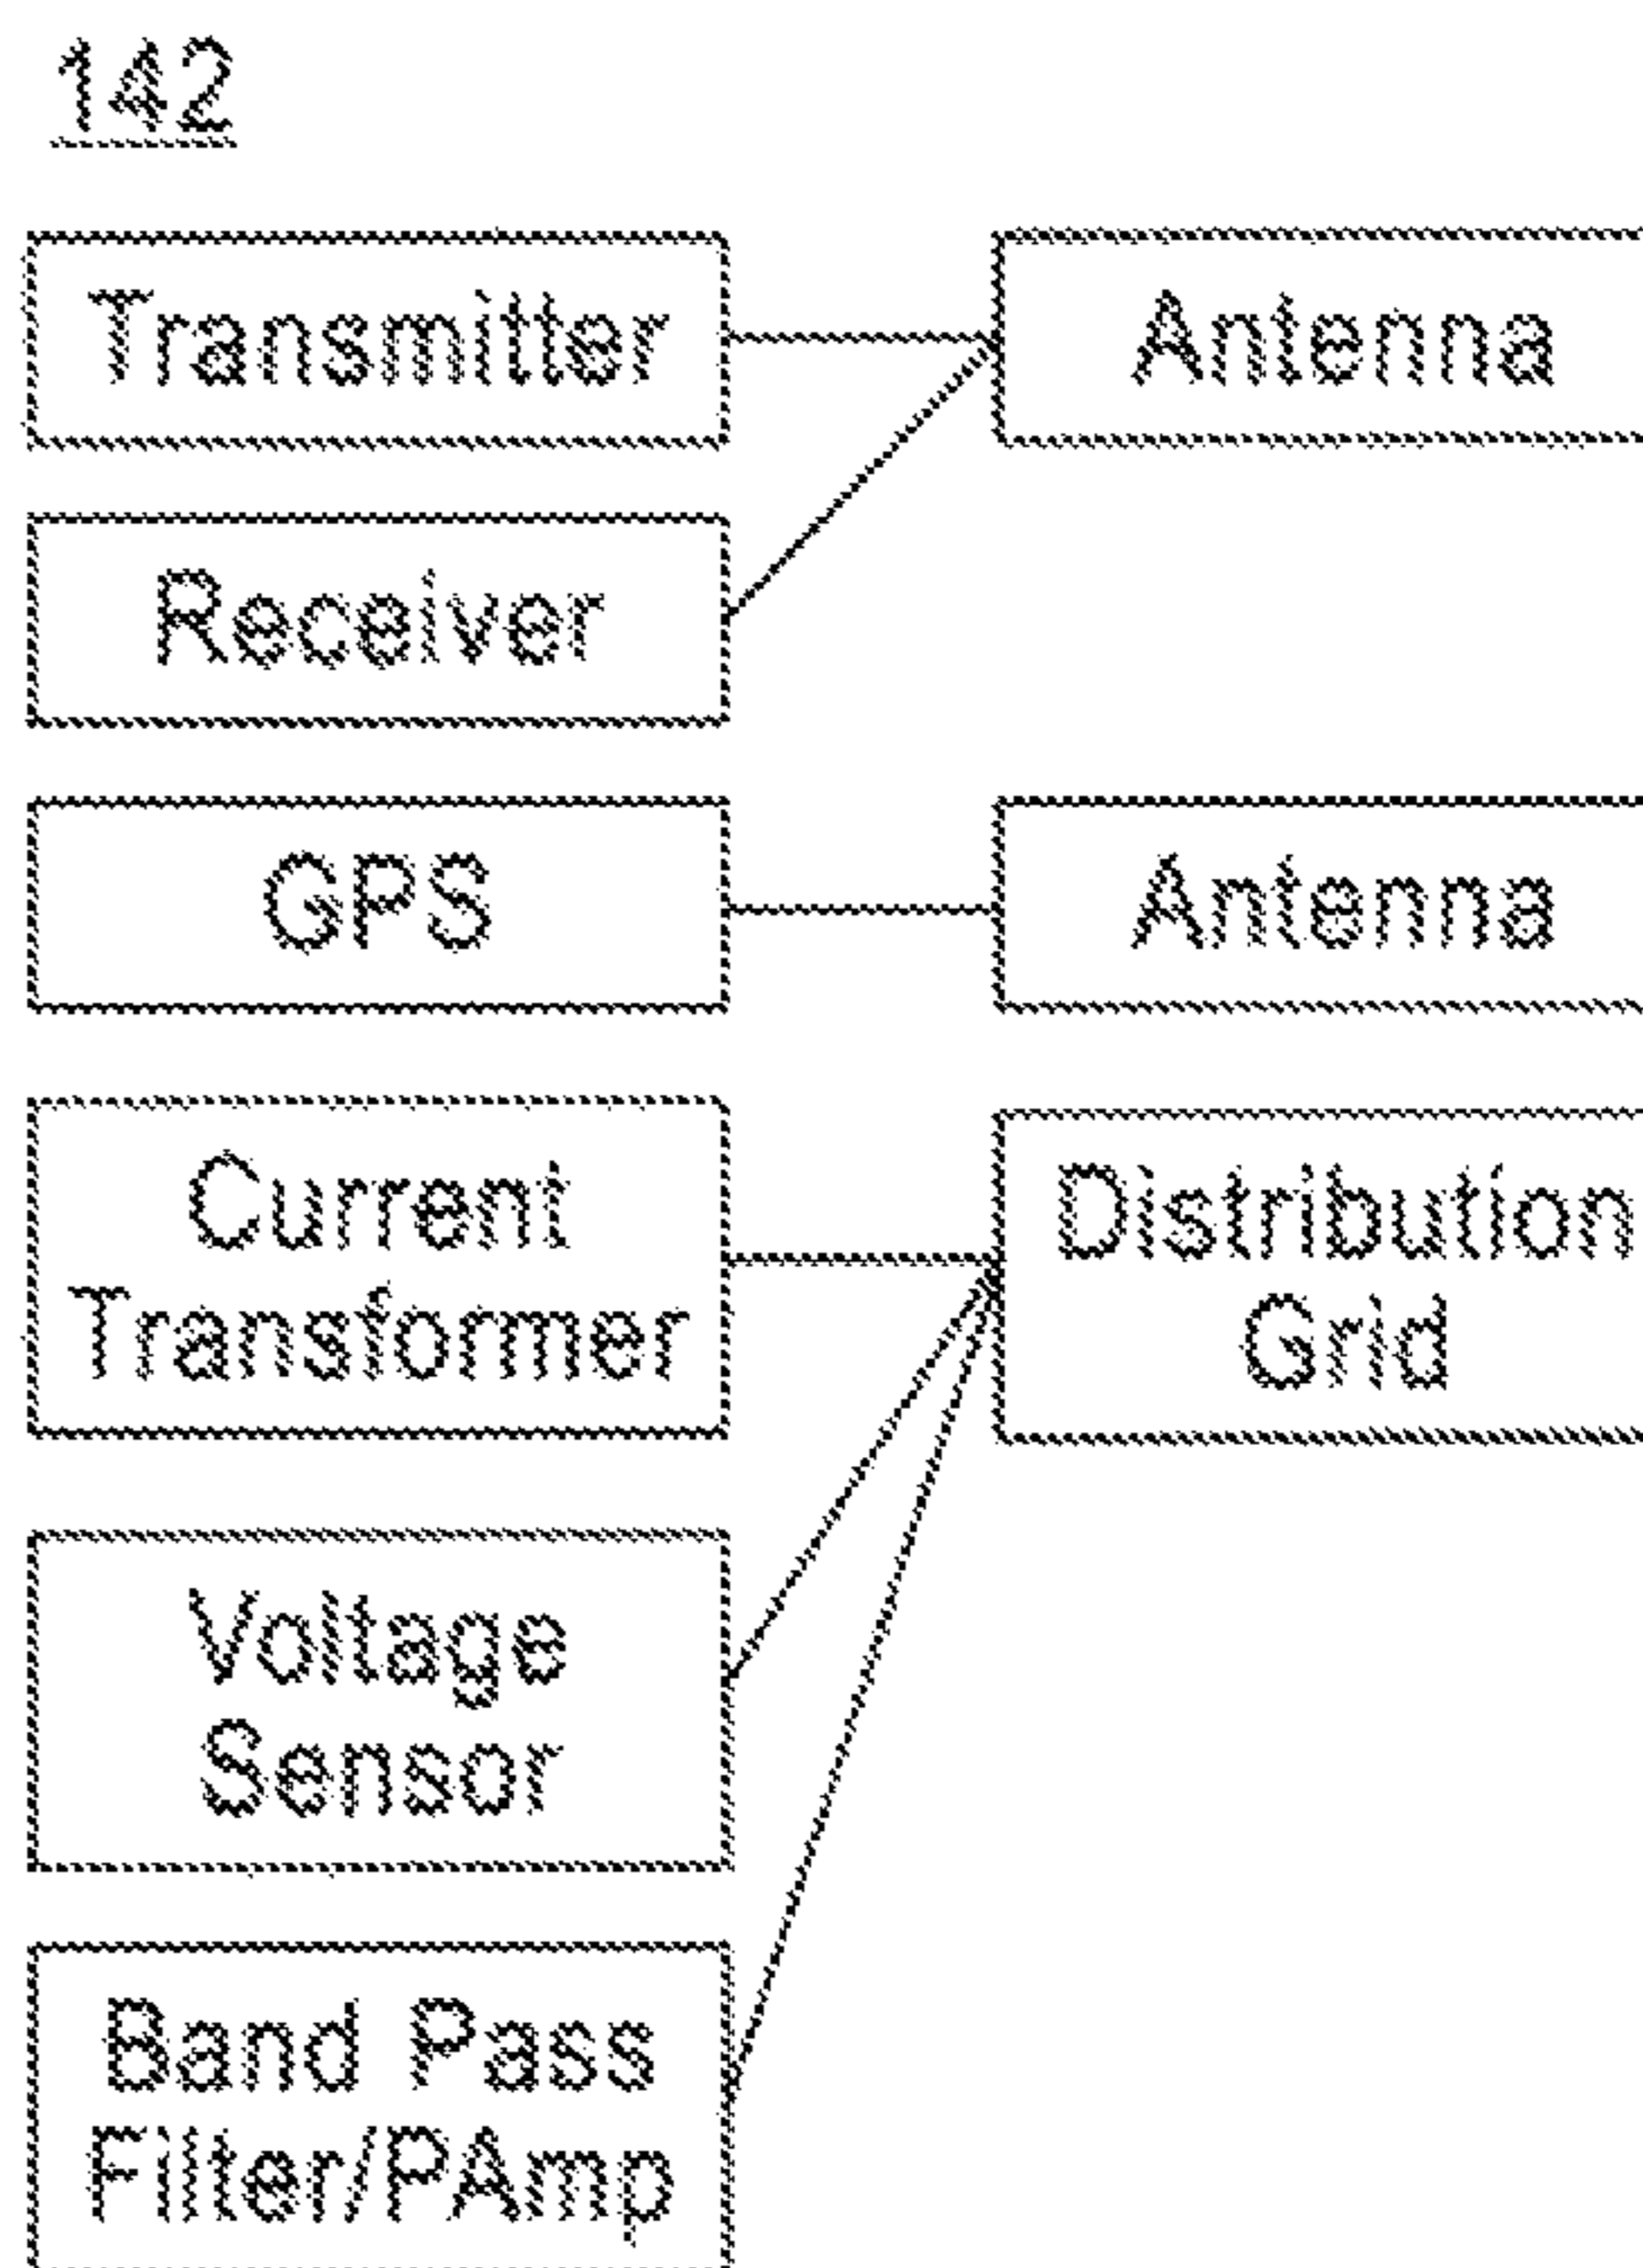 142
Transmitter
Antenna
Receiver
GPS
Antenna
Current
Transformer
Distribution
Grid
Voltage
Sensor
Band Pass
Filter/PAmp